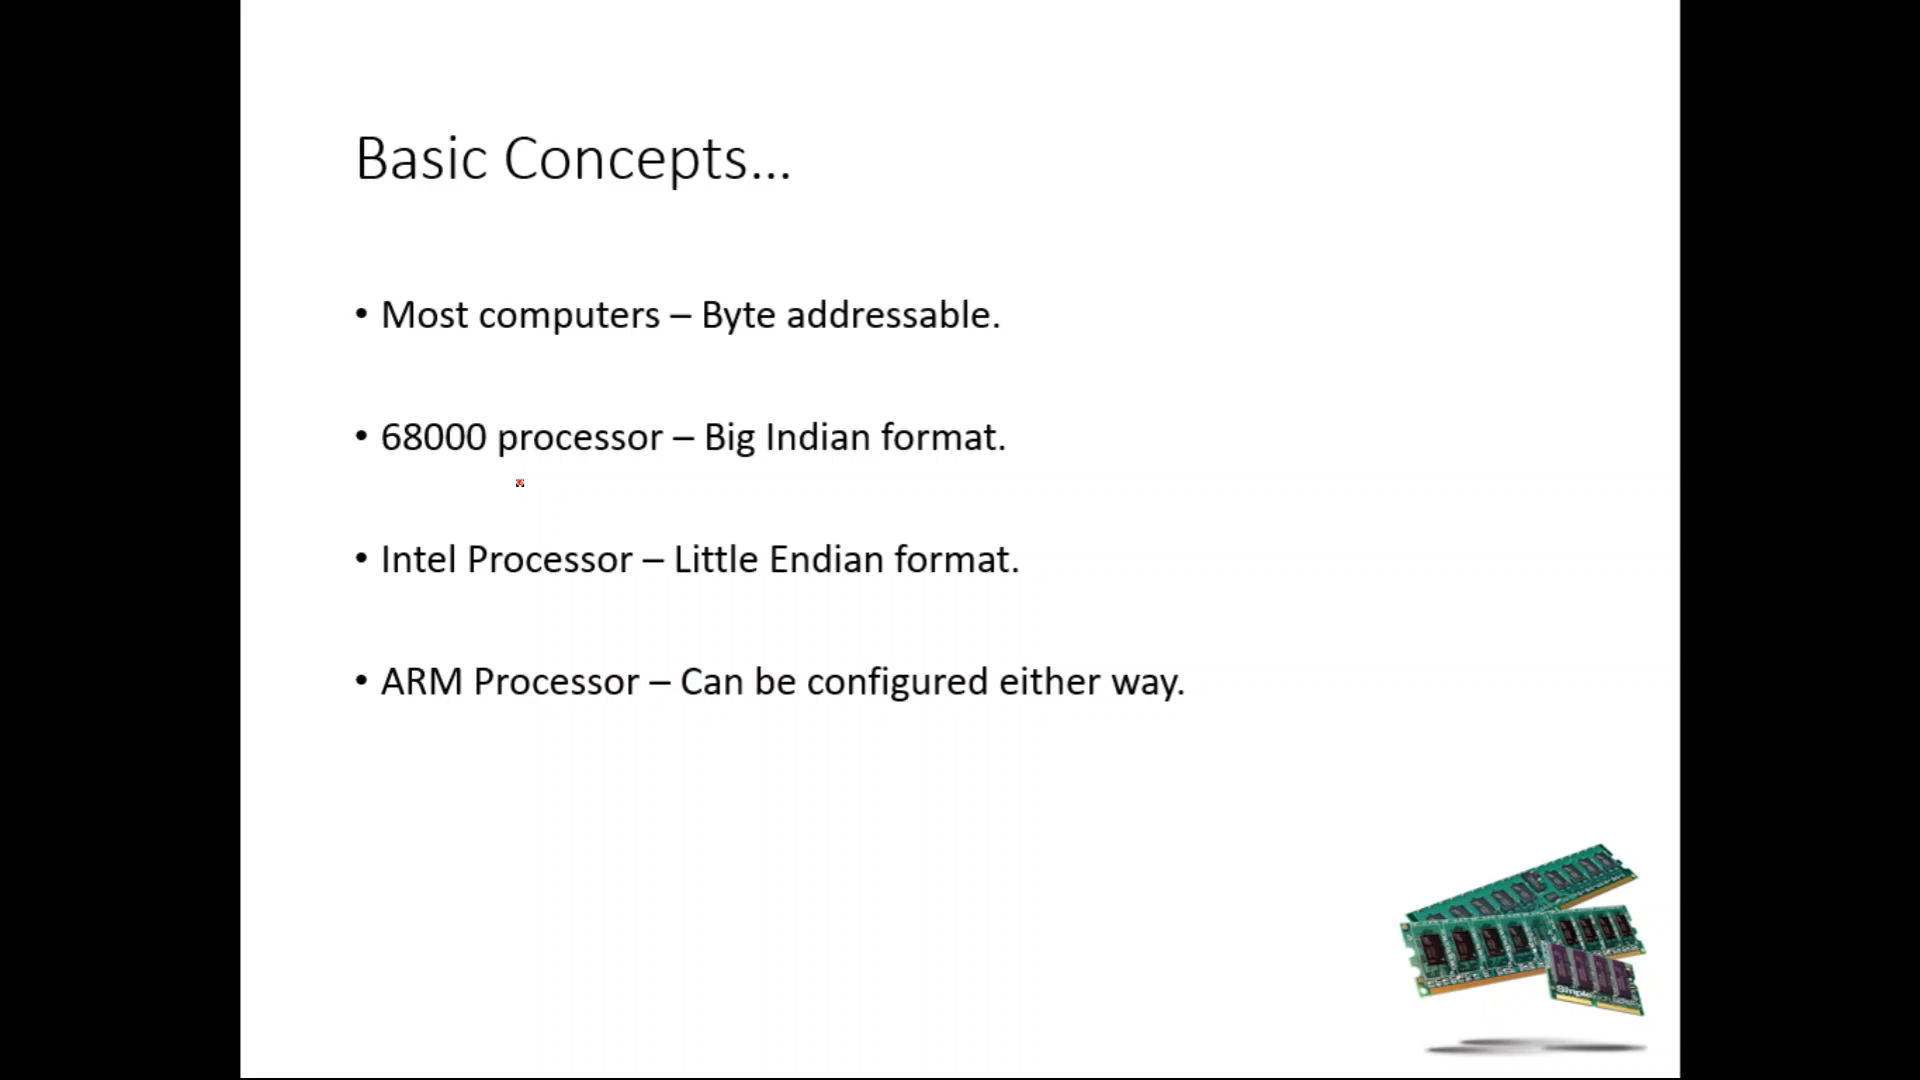 Basic Concepts...
• Most computers – Byte addressable.
• 68000 processor – Big Indian format.
• Intel Processor – Little Endian format.
• ARM Processor – Can be configured either way.